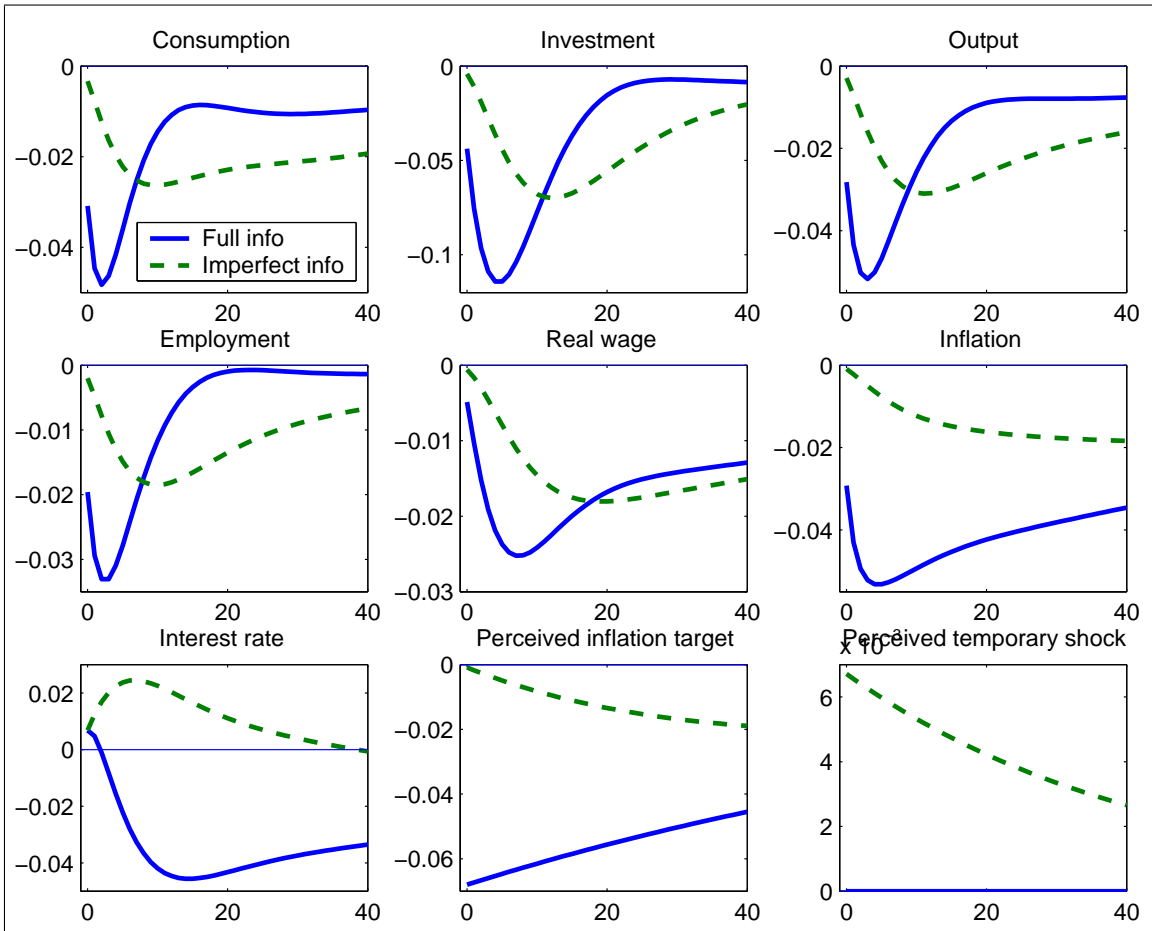 Consumption
Investment
Output
0
−0.02
−0.04
0 20 40
Full info
Imperfect info
0
−0.05
−0.1
0 20 40
0
−0.02
−0.04
0 20 40
Employment
Real wage
Inflation
0
−0.01
−0.02
−0.03
0 20 40
0
−0.01
−0.02
−0.03
0 20 40
0
−0.02
−0.04
0 20 40
Interest rate
Perceived inflation target
Perceived temporary shock
0.02
0
−0.02
−0.04
0 20 40
0
−0.02
−0.04
−0.06
0 20 40
x 10
6
4
2
0
0 20 40